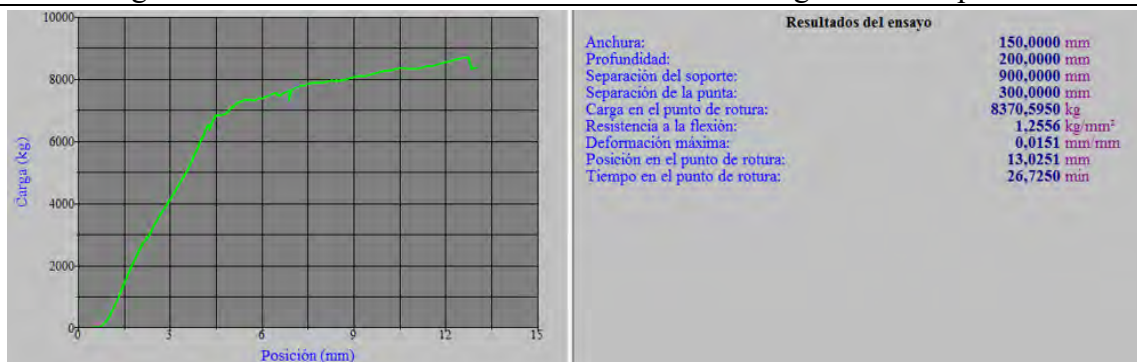 10000
8000
6000
4000
2000
0
0
3
6
9
12
15
Carga (kg)
Posición (mm)
Resultados del ensayo
Anchura: 150,0000 mm
Profundidad: 200,0000 mm
Separación del soporte: 900,0000 mm
Separación de la punta: 300,0000 mm
Carga en el punto de rotura: 8370,5950 kg
Resistencia a la flexión: 1,2556 kg/mm²
Deformación máxima: 0,0151 mm/mm
Posición en el punto de rotura: 13,0251 mm
Tiempo en el punto de rotura: 26,7250 min